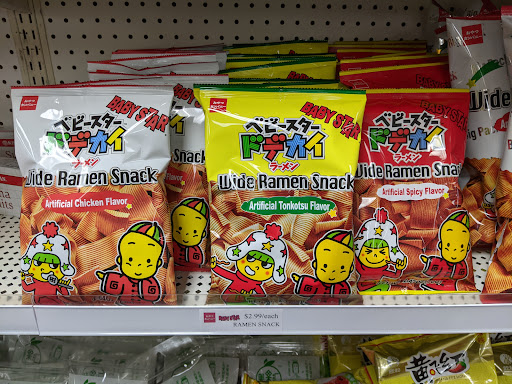 BABY STAR
ベビースター
ドデカイ
ラーメン
Wide Ramen Snack
Artificial Chicken Flavor
BABY STAR
ベビースター
ドデカイ
ラーメン
Wide Ramen Snack
Artificial Tonkotsu Flavor
BABY STAR
ベビースター
ドデカイ
ラーメン
Wide Ramen Snack
Artificial Spicy Flavor
Wide
$2.99/each
RAMEN SNACK